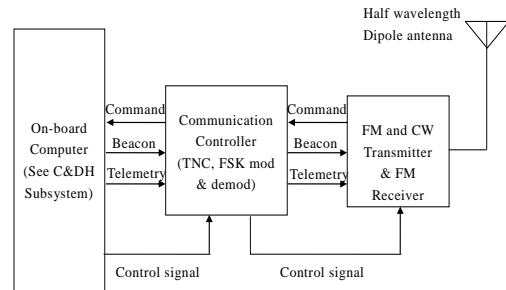 Half wavelength
Dipole antenna
On-board
Computer
(See C&DH
Subsystem)
Command
Beacon
Telemetry
Communication
Controller
(TNC, FSK mod
& demod)
Command
Beacon
Telemetry
FM and CW
Transmitter
& FM
Receiver
Control signal
Control signal